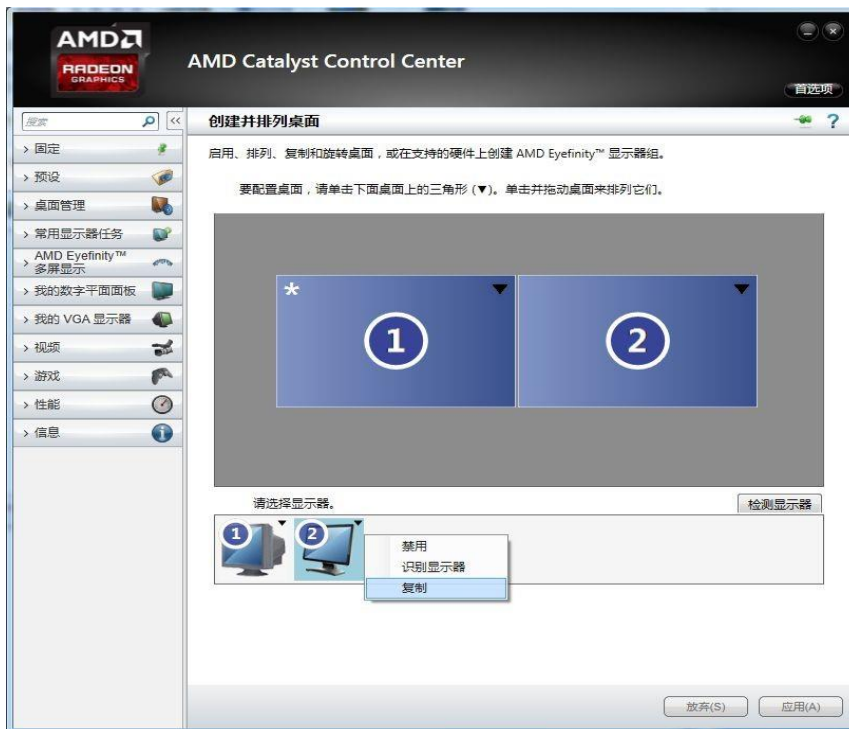 AMD
RADEON
GRAPHICS
AMD Catalyst Control Center
首选项
搜索
<<
创建并排列桌面
?
> 固定
> 预设
> 桌面管理
> 常用显示器任务
> AMD Eyefinity™
多屏显示
> 我的数字平面面板
> 我的 VGA 显示器
> 视频
> 游戏
> 性能
> 信息
启用、排列、复制和旋转桌面，或在支持的硬件上创建 AMD Eyefinity™ 显示器组。
要配置桌面，请单击下面桌面上的三角形 (▼)。单击并拖动桌面来排列它们。
* 1
2
请选择显示器。
检测显示器
1
2
禁用
识别显示器
复制
放弃(S)
应用(A)